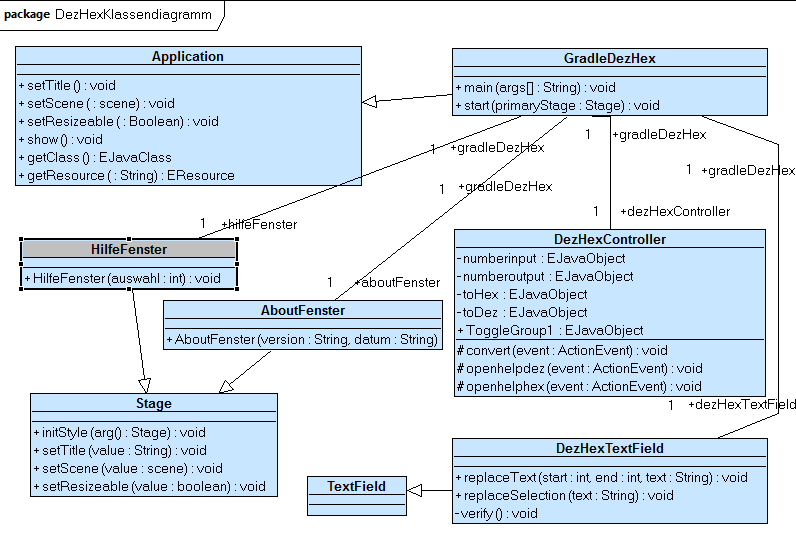 package DezHexKlassendiagramm
Application
+ setTitle() : void
+ setScene( : scene) : void
+ setResizeable( : Boolean) : void
+ show() : void
+ getClass() : EJavaClass
+ getResource( : String) : EResource
GradleDezHex
+ main(args[] : String) : void
+ start(primaryStage : Stage) : void
1 +gradleDezHex
1 +gradleDezHex
1 +gradleDezHex
1 +gradleDezHex
1 +hilfeFenster
1 +dezHexController
HilfeFenster
+ HilfeFenster(auswahl : int) : void
DezHexController
- numberinput : EJavaObject
- numberoutput : EJavaObject
- toHex : EJavaObject
- toDez : EJavaObject
+ ToggleGroup1 : EJavaObject
# convert(event : ActionEvent) : void
# openhelpdez(event : ActionEvent) : void
# openhelphex(event : ActionEvent) : void
1 +aboutFenster
AboutFenster
+ AboutFenster(version : String, datum : String)
Stage
+ initStyle(arg() : Stage) : void
+ setTitle(value : String) : void
+ setScene(value : scene) : void
+ setResizeable(value : boolean) : void
1 +dezHexTextField
DezHexTextField
+ replaceText(start : int, end : int, text : String) : void
+ replaceSelection(text : String) : void
- verify() : void
TextField